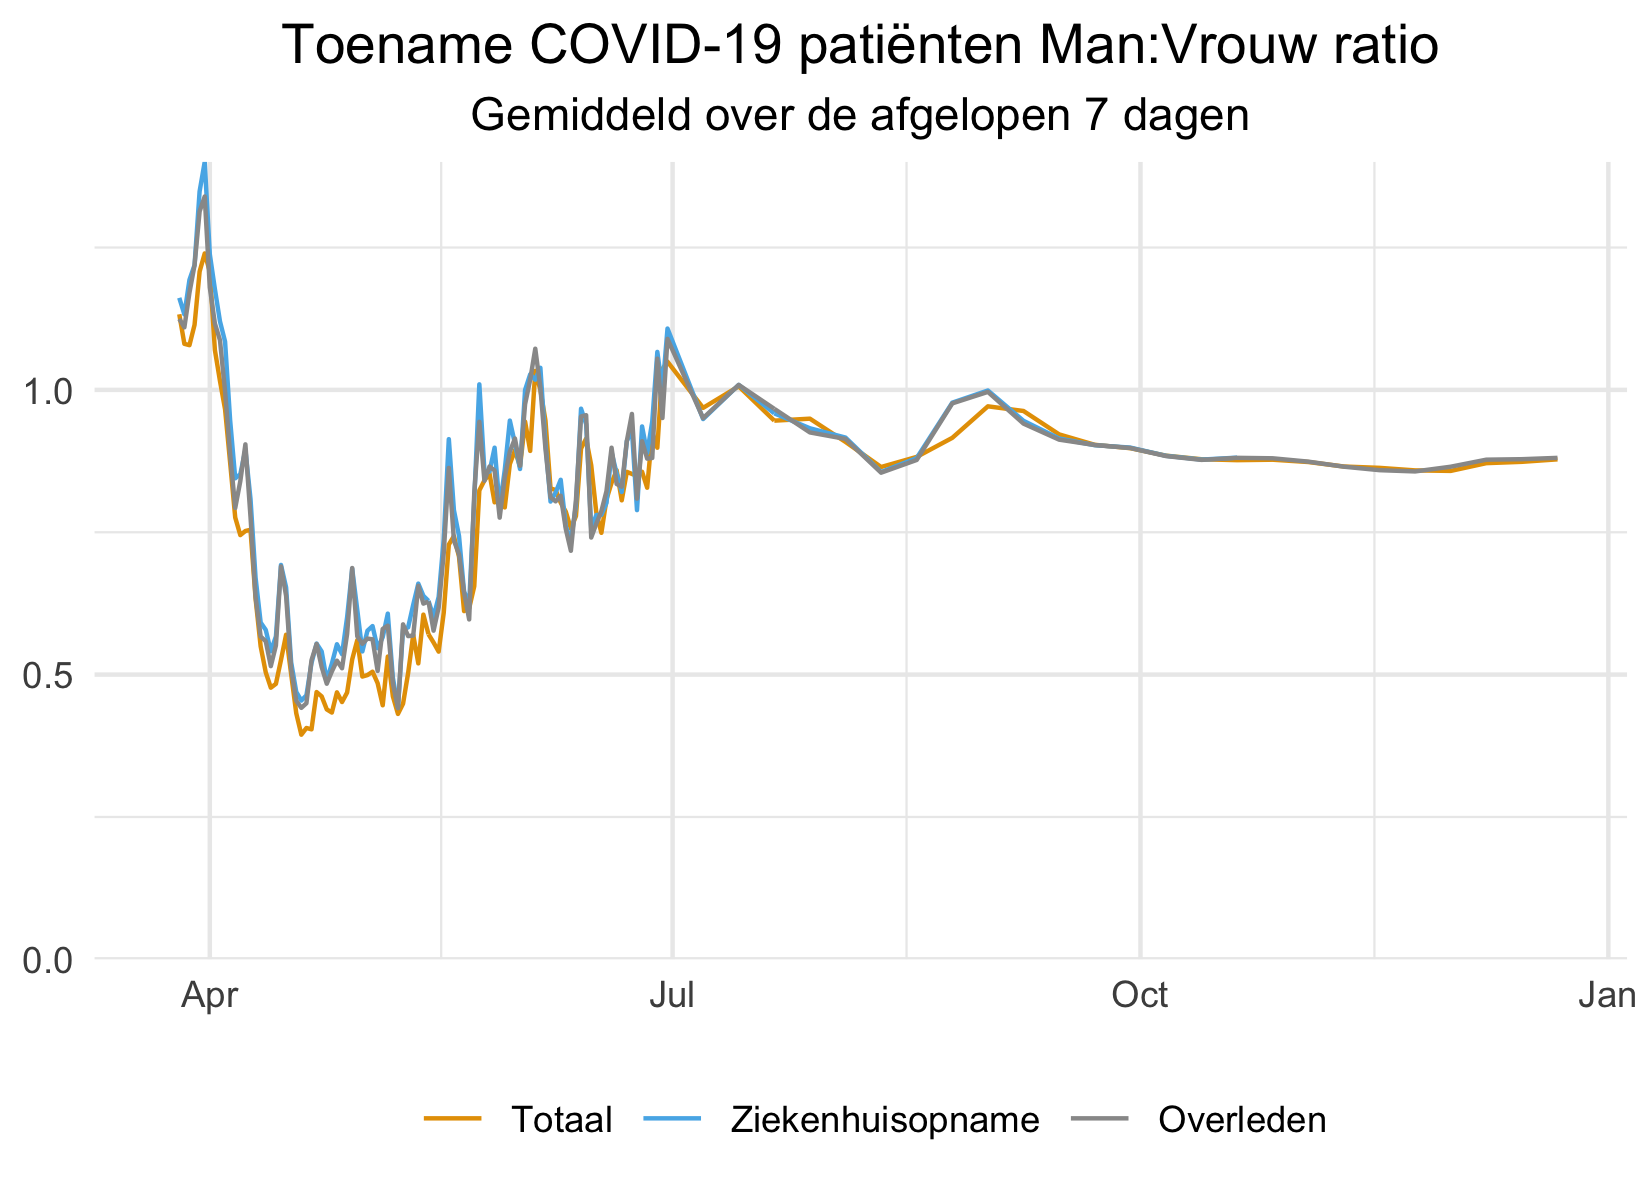 Toename COVID-19 patiënten Man:Vrouw ratio
Gemiddeld over de afgelopen 7 dagen
1.0
0.5
0.0
Apr Jul Oct Jan
Totaal Ziekenhuisopname Overleden